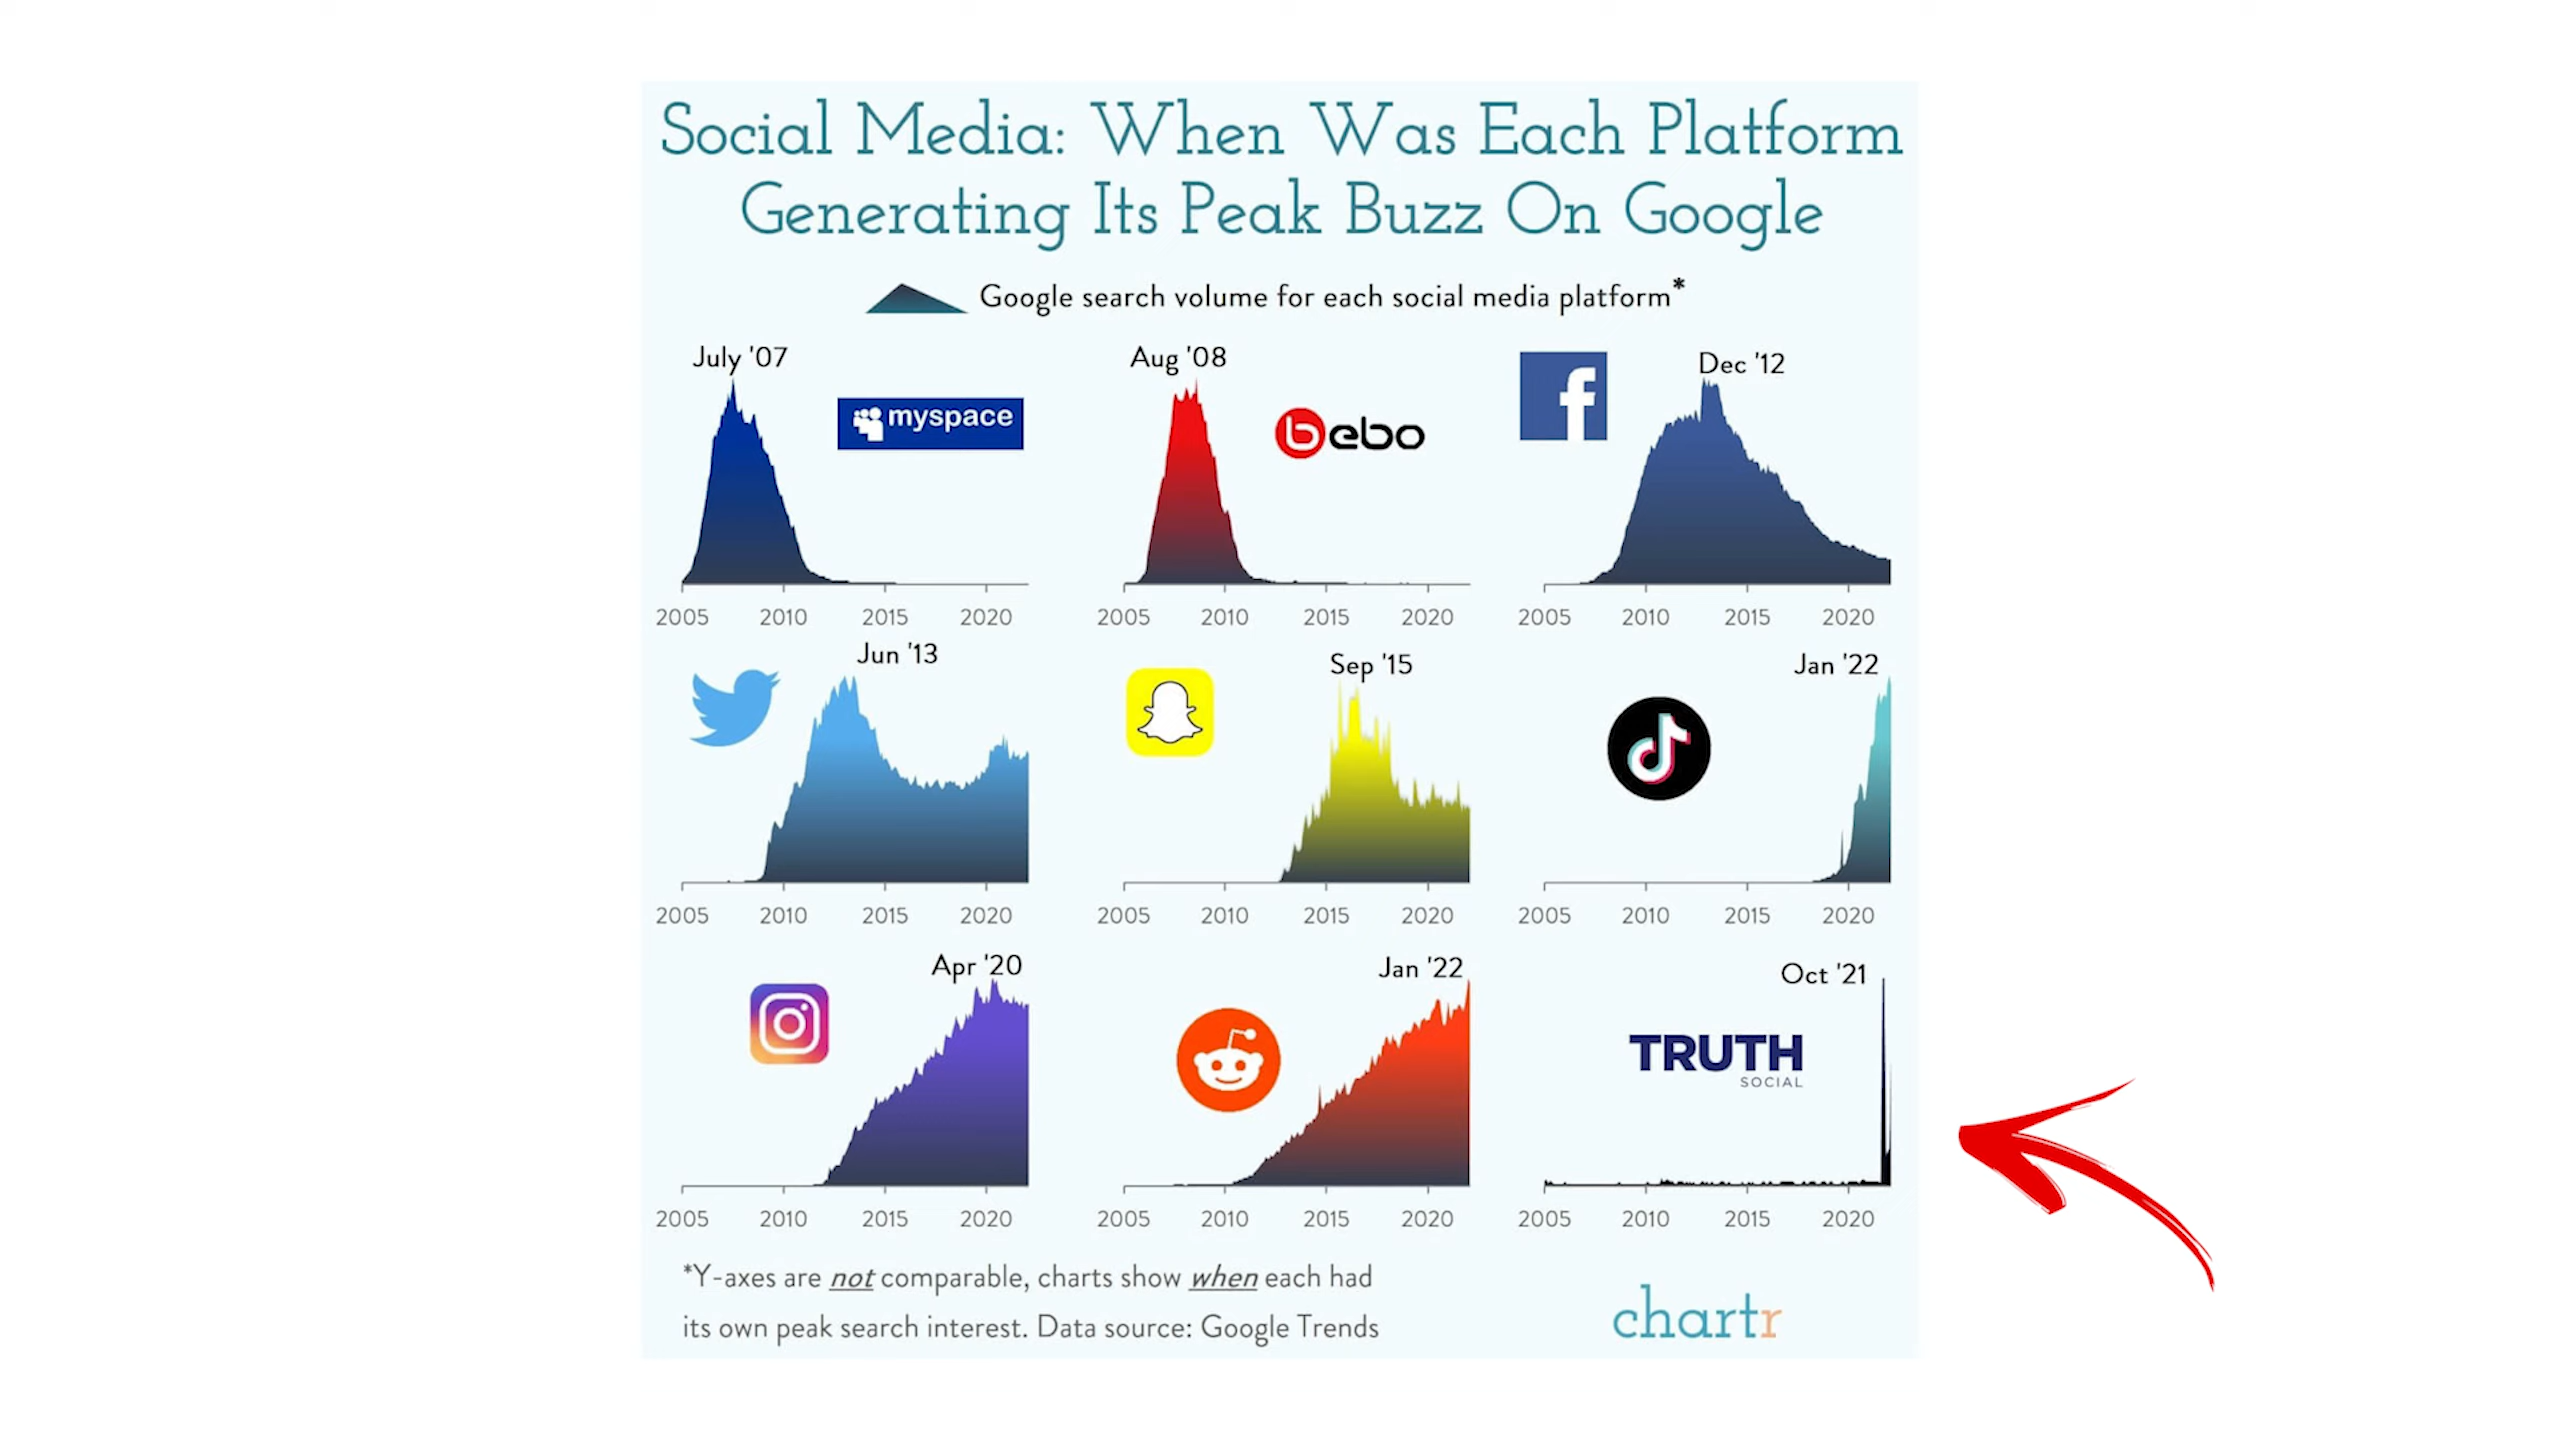 Social Media: When Was Each Platform
Generating Its Peak Buzz On Google
Google search volume for each social media platform*
July '07
myspace
2005 2010 2015 2020
Aug '08
bebo
2005 2010 2015 2020
f
Dec '12
2005 2010 2015 2020
Jun '13
2005 2010 2015 2020
Sep '15
2005 2010 2015 2020
Jan '22
2005 2010 2015 2020
Apr '20
2005 2010 2015 2020
Jan '22
2005 2010 2015 2020
Oct '21
TRUTH
SOCIAL
2005 2010 2015 2020
*Y-axes are not comparable, charts show when each had
its own peak search interest. Data source: Google Trends
chartr